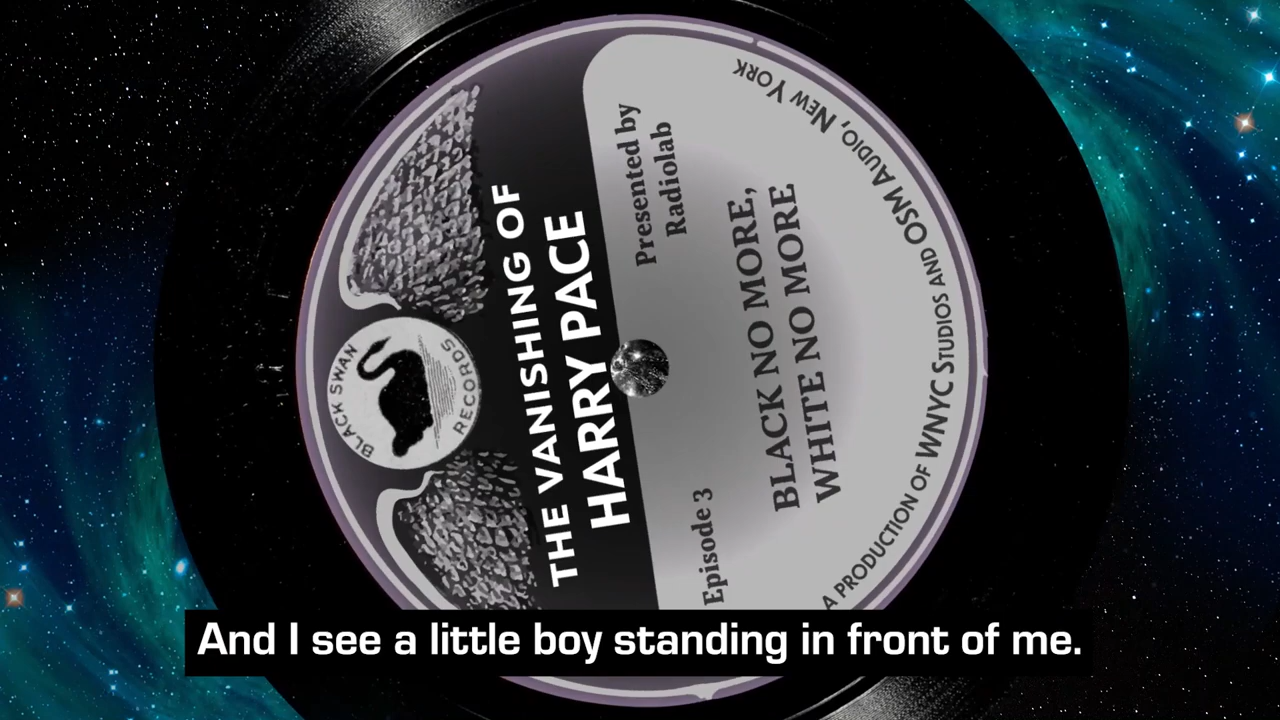 BLACK SWAN
RECORDS
THE VANISHING OF
HARRY PACE
Presented by
Radiolab
Episode 3
BLACK NO MORE,
WHITE NO MORE
A PRODUCTION OF WNYC STUDIOS AND OSM AUDIO, NEW YORK
And I see a little boy standing in front of me.